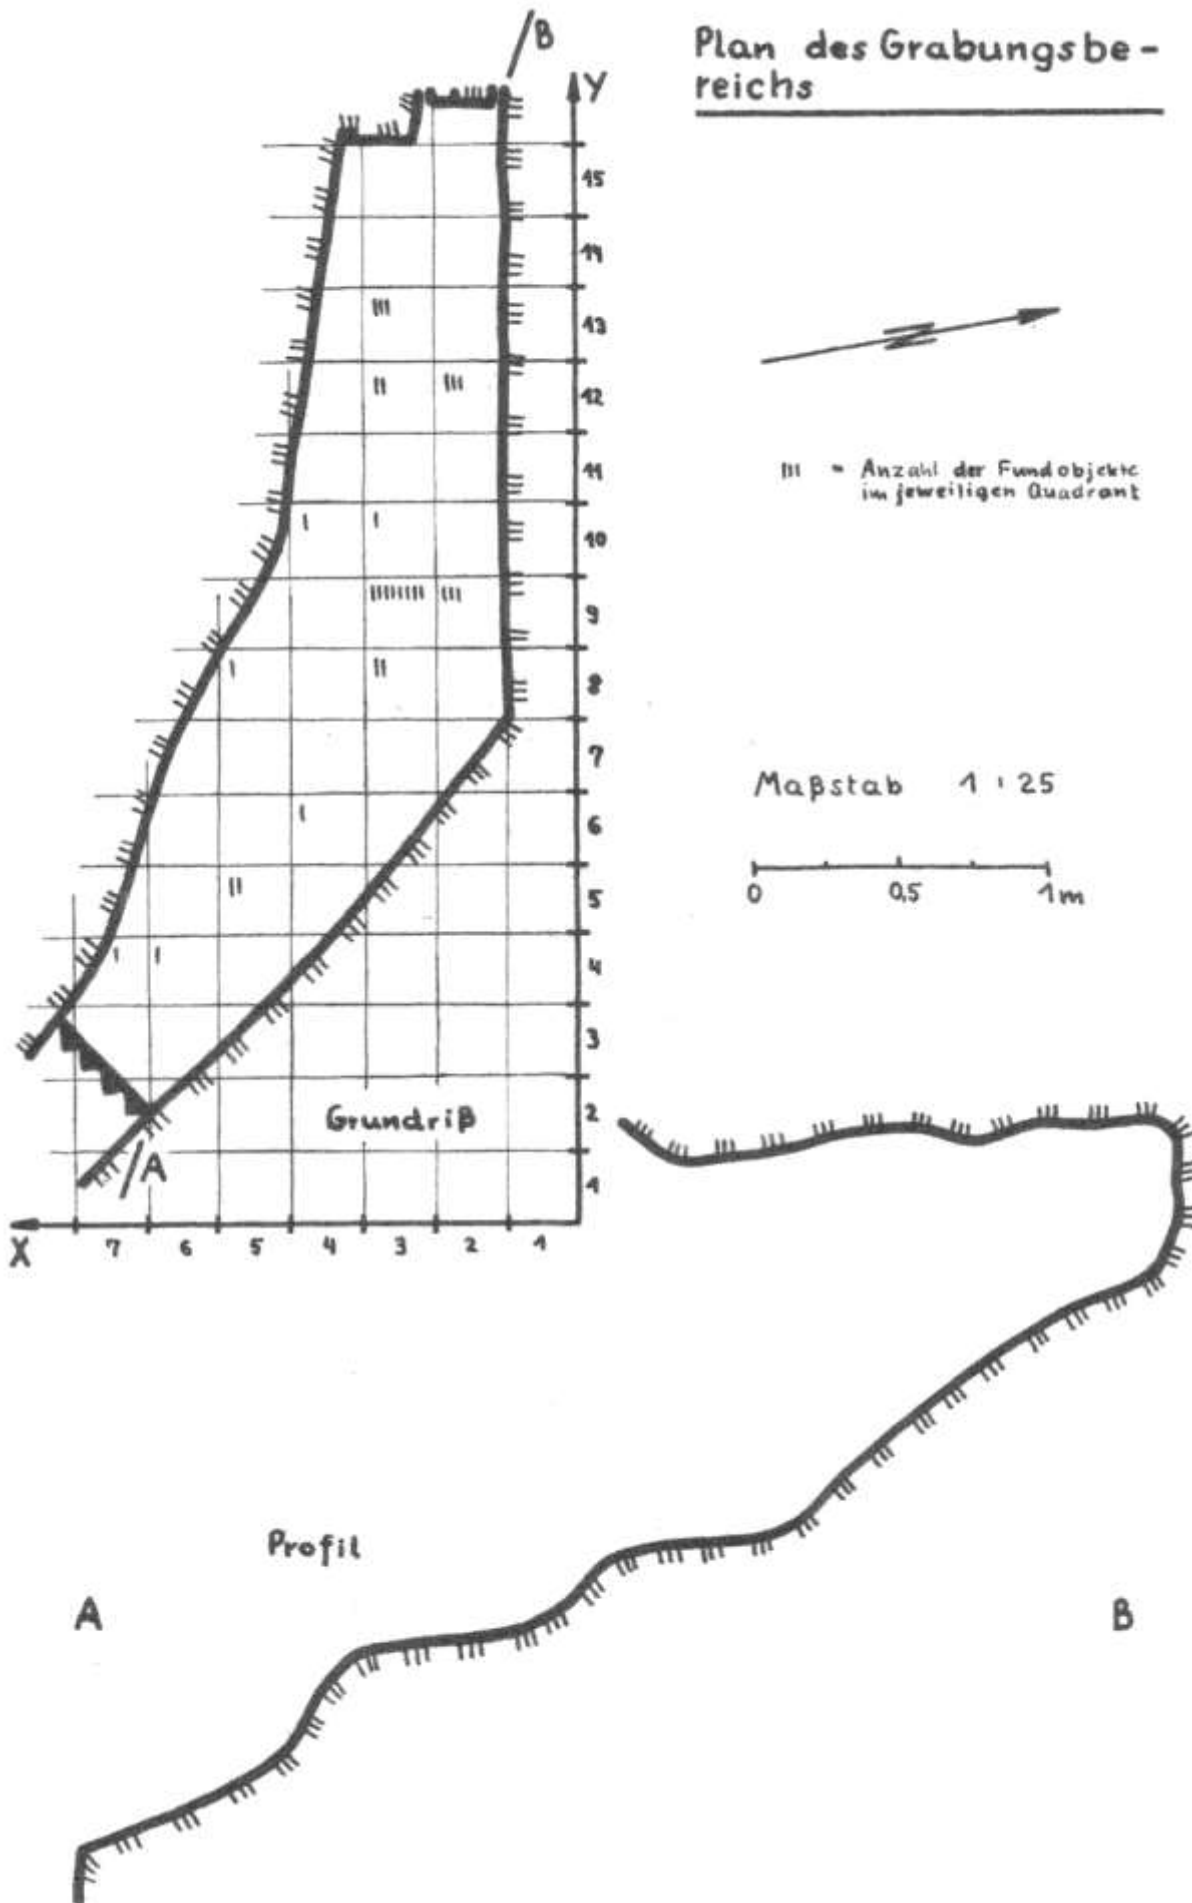 B
Plan des Grabungsbe-
reichs
Y
15
14
13
12
11
10
9
8
7
6
5
4
3
2
1
III = Anzahl der Fundobjekte
im jeweiligen Quadrant
Maßstab 1 : 25
0 0,5 1m
Grundriß
A
X 7 6 5 4 3 2 1
Profil
A B